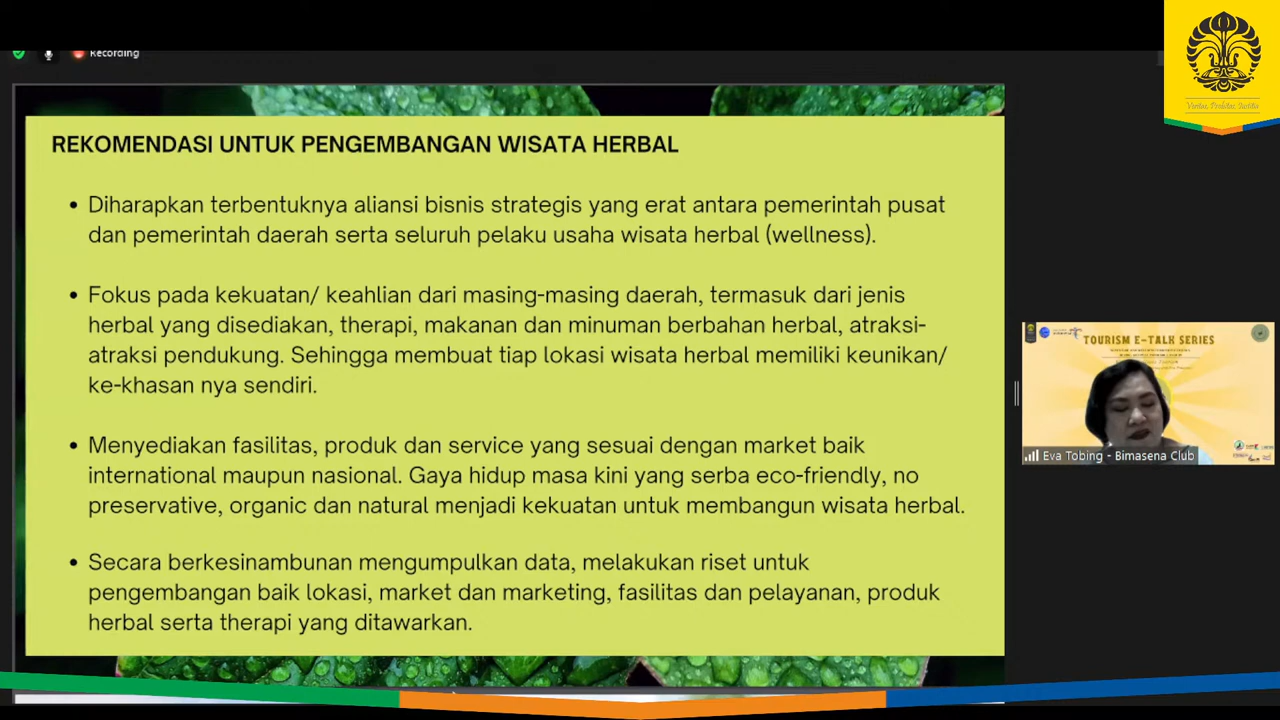 Recording
Veritas, Probitas, Iustitia
REKOMENDASI UNTUK PENGEMBANGAN WISATA HERBAL
• Diharapkan terbentuknya aliansi bisnis strategis yang erat antara pemerintah pusat
dan pemerintah daerah serta seluruh pelaku usaha wisata herbal (wellness).
• Fokus pada kekuatan/ keahlian dari masing-masing daerah, termasuk dari jenis
herbal yang disediakan, therapi, makanan dan minuman berbahan herbal, atraksi-
atraksi pendukung. Sehingga membuat tiap lokasi wisata herbal memiliki keunikan/
ke-khasan nya sendiri.
• Menyediakan fasilitas, produk dan service yang sesuai dengan market baik
international maupun nasional. Gaya hidup masa kini yang serba eco-friendly, no
preservative, organic dan natural menjadi kekuatan untuk membangun wisata herbal.
• Secara berkesinambunan mengumpulkan data, melakukan riset untuk
pengembangan baik lokasi, market dan marketing, fasilitas dan pelayanan, produk
herbal serta therapi yang ditawarkan.
TOURISM E-TALK SERIES
Eva Tobing - Bimasena Club